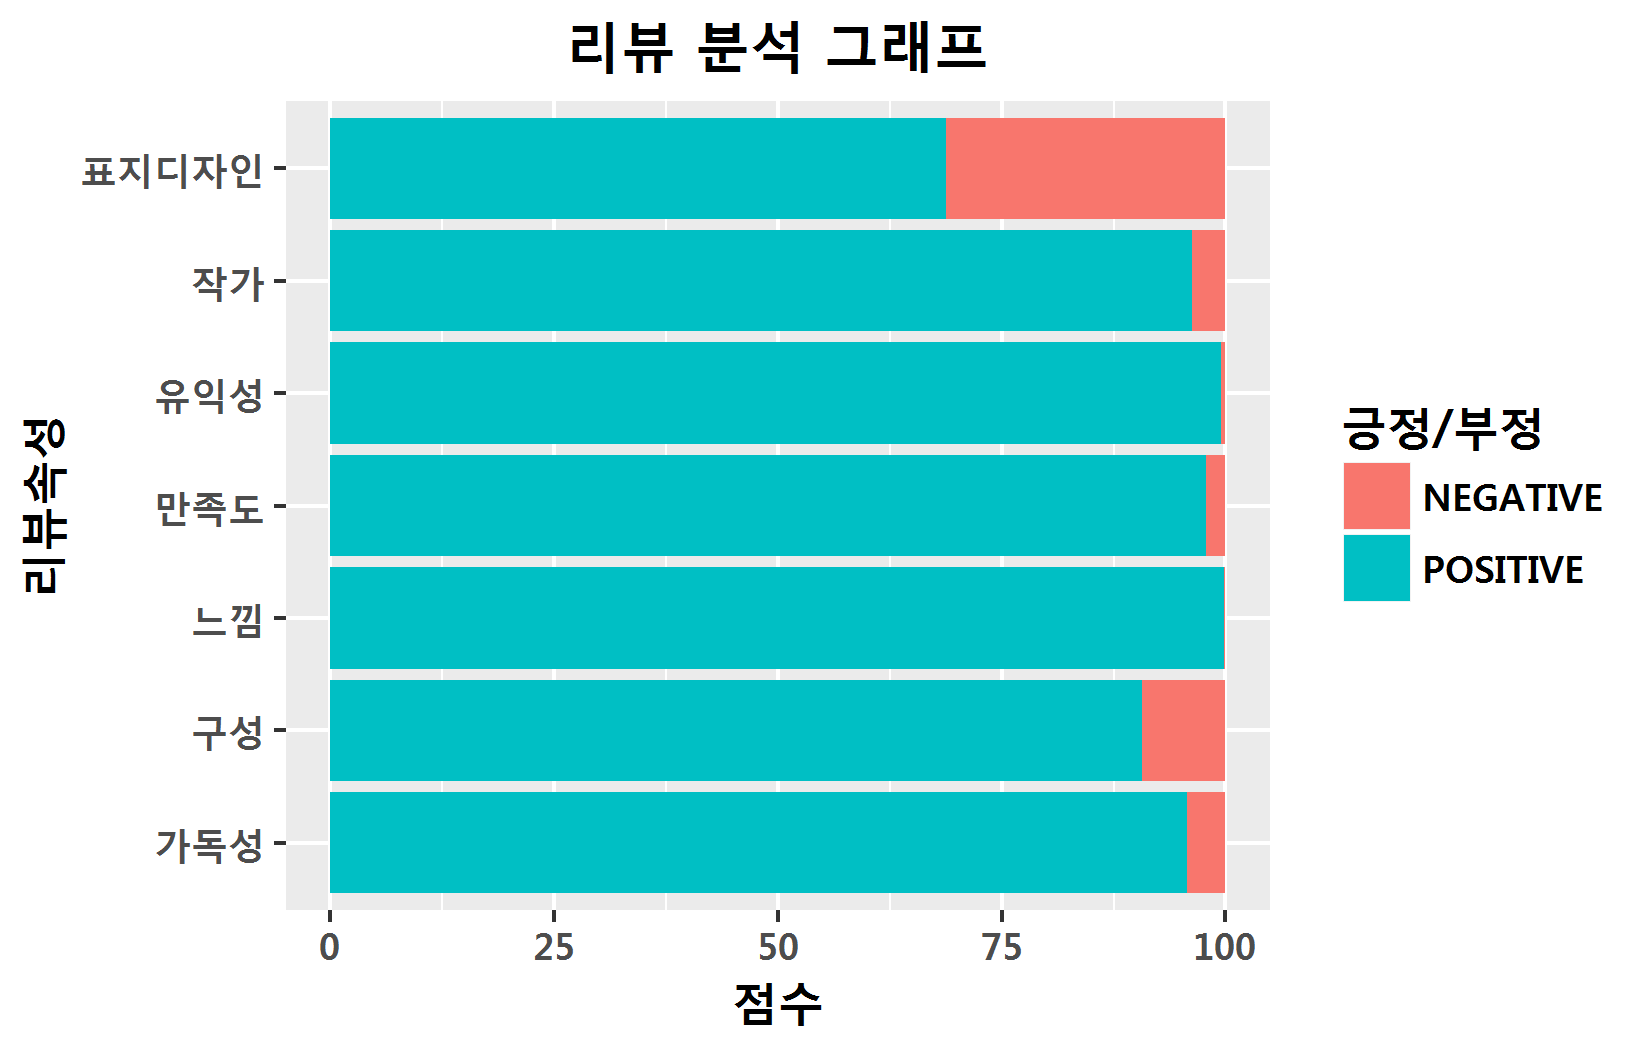 리뷰 분석 그래프
표지디자인
작가
유익성
만족도
느낌
구성
가독성
리뷰속성
0 25 50 75 100
점수
긍정/부정
NEGATIVE
POSITIVE